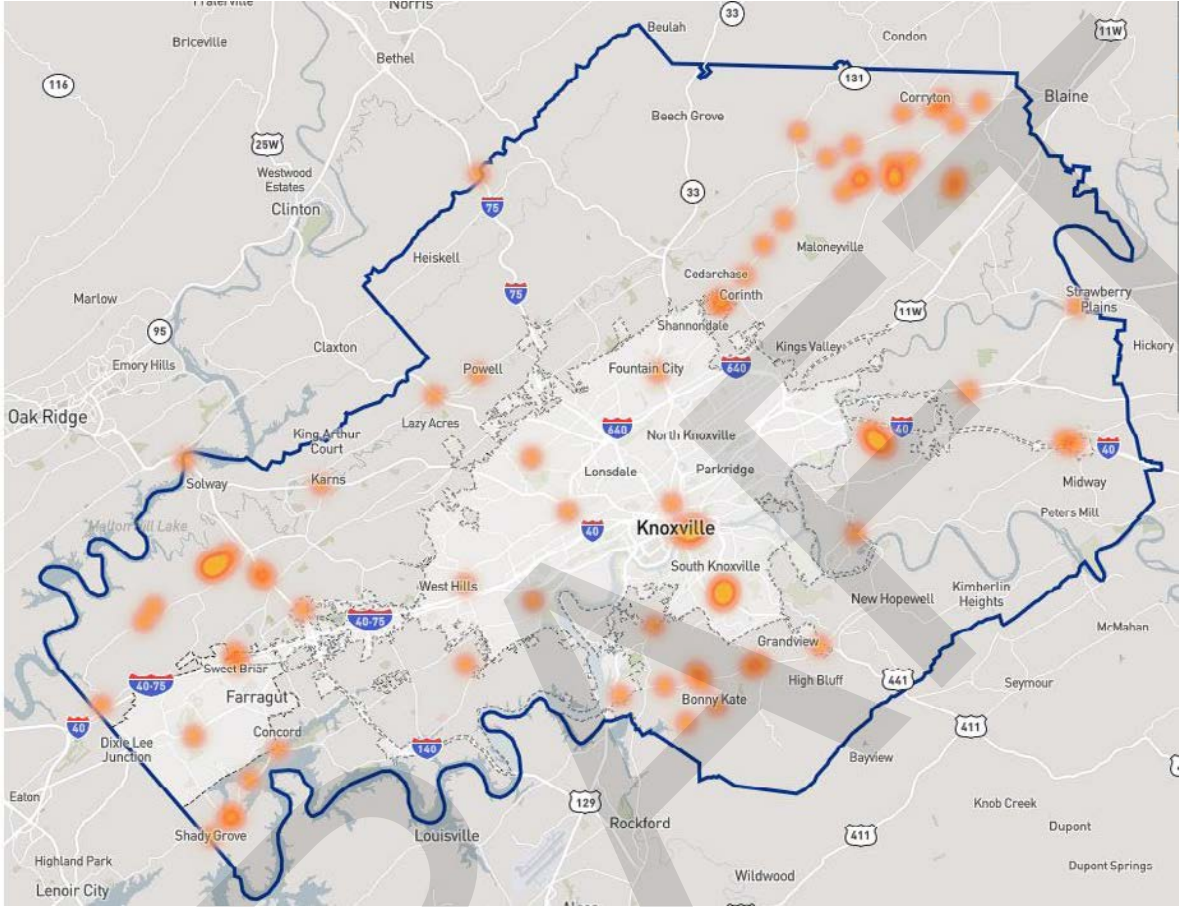 Fraterville
Norris
33
Beulah
Condon
11W
Briceville
Bethel
116
131
Corryton
Blaine
Beech Grove
25W
Westwood
Estates
33
75
Clinton
Heiskell
Maloneyville
Cedarchase
75
Corinth
Strawberry
Plains
Marlow
11W
95
Shannondale
Claxton
Kings Valley
Hickory
Emory Hills
Powell
Fountain City
640
Oak Ridge
Lazy Acres
640
40
King Arthur
Court
North Knoxville
40
Lonsdale
Parkridge
Solway
Karns
Midway
Peters Mill
Melton Hill Lake
40
Knoxville
South Knoxville
West Hills
Kimberlin
Heights
New Hopewell
40-75
McMahan
Grandview
Sweet Briar
High Bluff
441
Seymour
40-75
Farragut
Bonny Kate
40
Concord
411
Dixie Lee
Junction
140
Bayview
Eaton
129
Knob Creek
Rockford
Shady Grove
Louisville
411
Dupont
Highland Park
Dupont Springs
Lenoir City
Wildwood
DRAFT